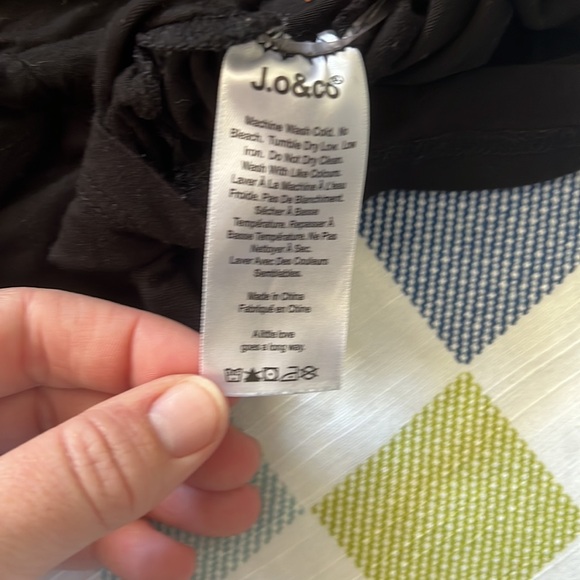 J.o&co®
Machine Wash Cold. No
Bleach. Tumble Dry Low. Low
Iron. Do Not Dry Clean.
Wash With Like Colours.
Laver À La Machine À L'eau
Froide. Pas De Blanchiment.
Sécher À Basse
Température. Repasser À
Basse Température. Ne Pas
Nettoyer À Sec.
Laver Avec Des Couleurs
Semblables.
Made in China
Fabriqué en Chine
A little love
goes a long way.